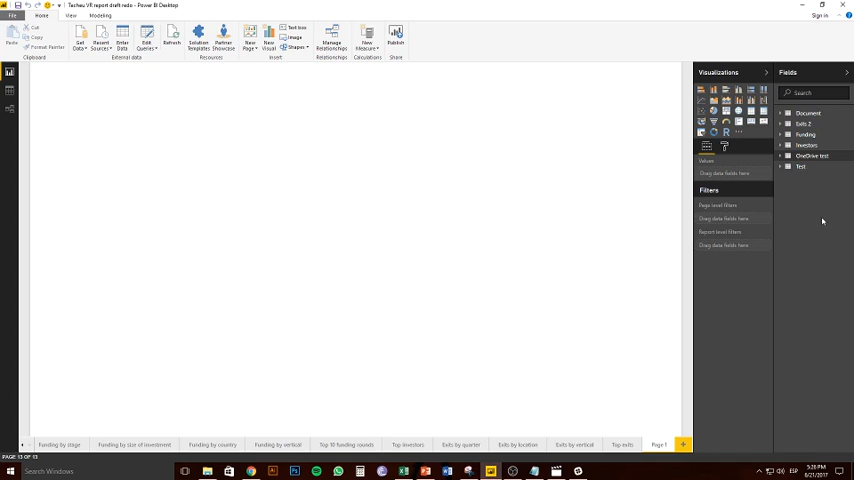 Techeu VR report draft redo - Power BI Desktop
Sign in
File
Home
View
Modeling
Paste
Cut
Copy
Format Painter
Clipboard
Get Data
Recent Sources
Enter Data
Edit Queries
Refresh
External data
Solution Templates
Partner Showcase
Resources
New Page
New Visual
Text box
Image
Shapes
Insert
Manage Relationships
Relationships
New Measure
Calculations
Publish
Share
Visualizations
Values
Drag data fields here
Filters
Page level filters
Drag data fields here
Report level filters
Drag data fields here
Fields
Search
Document
Exits 2
Funding
Investors
OneDrive test
Test
Funding by stage
Funding by size of investment
Funding by country
Funding by vertical
Top 10 funding rounds
Top investors
Exits by quarter
Exits by location
Exits by vertical
Top exits
Page 1
PAGE 13 OF 13
Search Windows
ESP
5:26 PM
6/21/2017